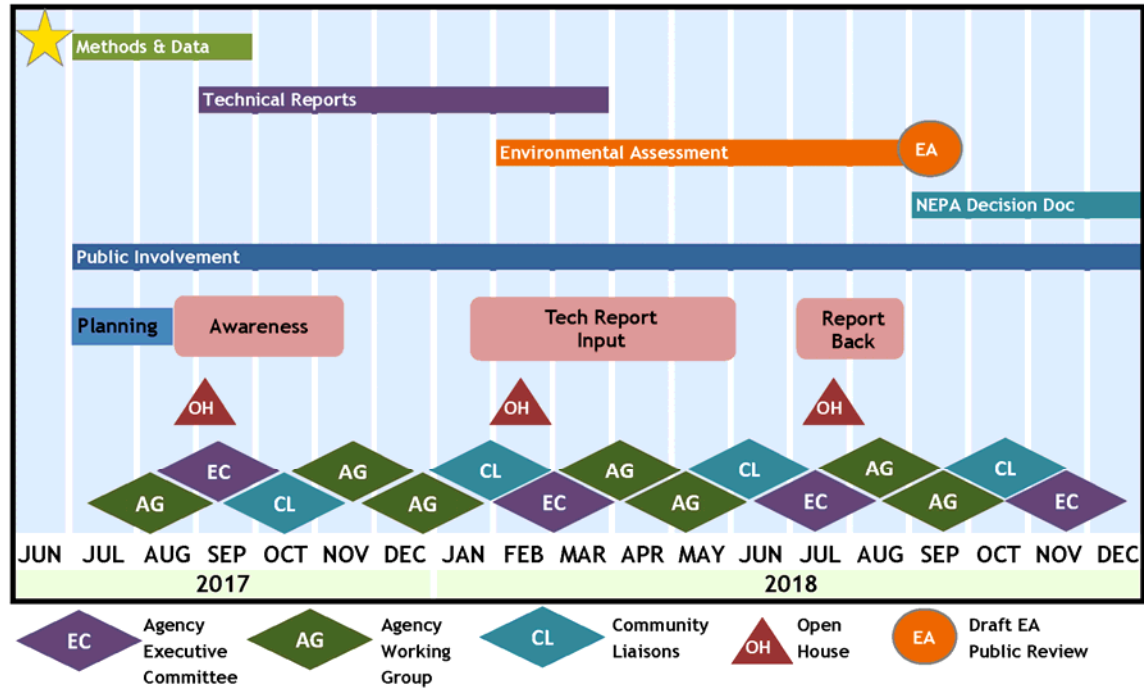 Methods & Data
Technical Reports
Environmental Assessment
EA
NEPA Decision Doc
Public Involvement
Planning
Awareness
Tech Report
Input
Report
Back
OH
OH
OH
EC
AG
CL
AG
CL
AG
CL
AG
CL
AG
EC
AG
EC
AG
EC
JUN JUL AUG SEP OCT NOV DEC JAN FEB MAR APR MAY JUN JUL AUG SEP OCT NOV DEC
2017
2018
EC
Agency
Executive
Committee
AG
Agency
Working
Group
CL
Community
Liaisons
OH
Open
House
EA
Draft EA
Public Review